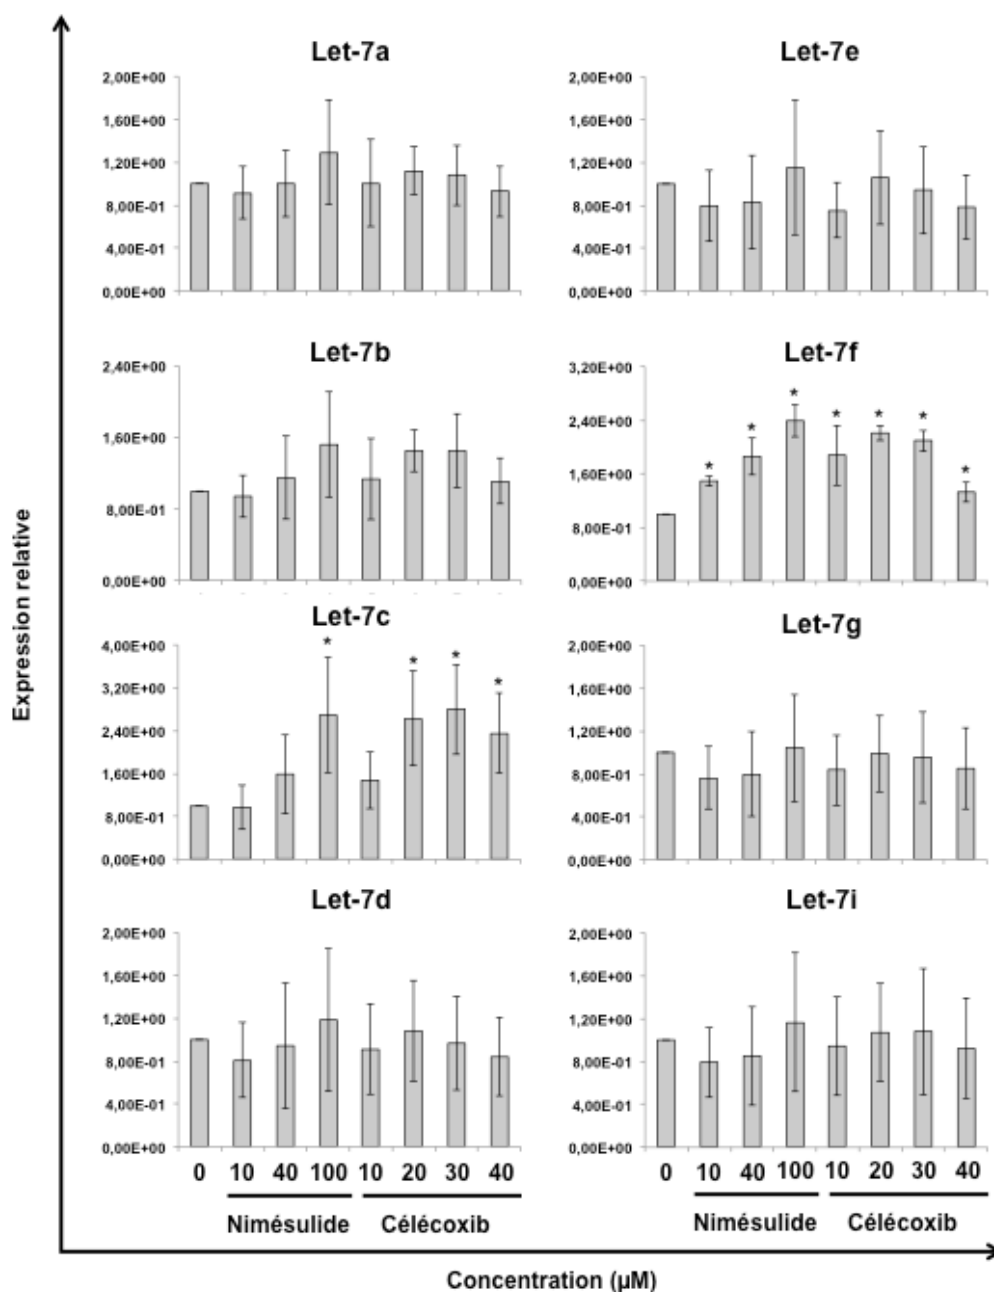 Expression relative
Let-7a
2,00E+00
1,60E+00
1,20E+00
8,00E-01
4,00E-01
0,00E+00
Let-7e
2,00E+00
1,60E+00
1,20E+00
8,00E-01
4,00E-01
0,00E+00
Let-7b
2,40E+00
1,60E+00
8,00E-01
0,00E+00
Let-7f
3,20E+00
2,40E+00
1,60E+00
8,00E-01
0,00E+00
* * * * * * *
Let-7c
4,00E+00
3,20E+00
2,40E+00
1,60E+00
8,00E-01
0,00E+00
* * * *
Let-7g
2,00E+00
1,60E+00
1,20E+00
8,00E-01
4,00E-01
0,00E+00
Let-7d
2,00E+00
1,60E+00
1,20E+00
8,00E-01
4,00E-01
0,00E+00
0 10 40 100 10 20 30 40
Nimésulide Célécoxib
Let-7i
2,00E+00
1,60E+00
1,20E+00
8,00E-01
4,00E-01
0,00E+00
0 10 40 100 10 20 30 40
Nimésulide Célécoxib
Concentration (µM)